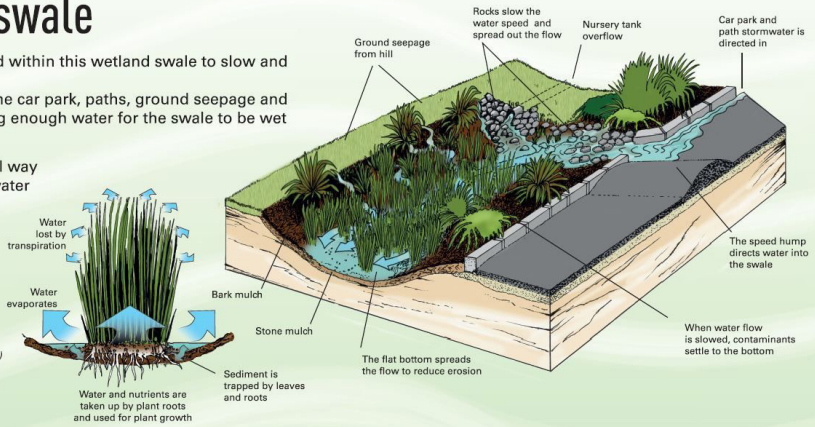 swale
within this wetland swale to slow and
car park, paths, ground seepage and
enough water for the swale to be wet
way
water
Rocks slow the
water speed and
spread out the flow
Nursery tank
overflow
Car park and
path stormwater is
directed in
Ground seepage
from hill
Water
lost by
transpiration
Water
evaporates
Bark mulch
Stone mulch
The flat bottom spreads
the flow to reduce erosion
The speed hump
directs water into
the swale
When water flow
is slowed, contaminants
settle to the bottom
Sediment is
trapped by leaves
and roots
Water and nutrients are
taken up by plant roots
and used for plant growth